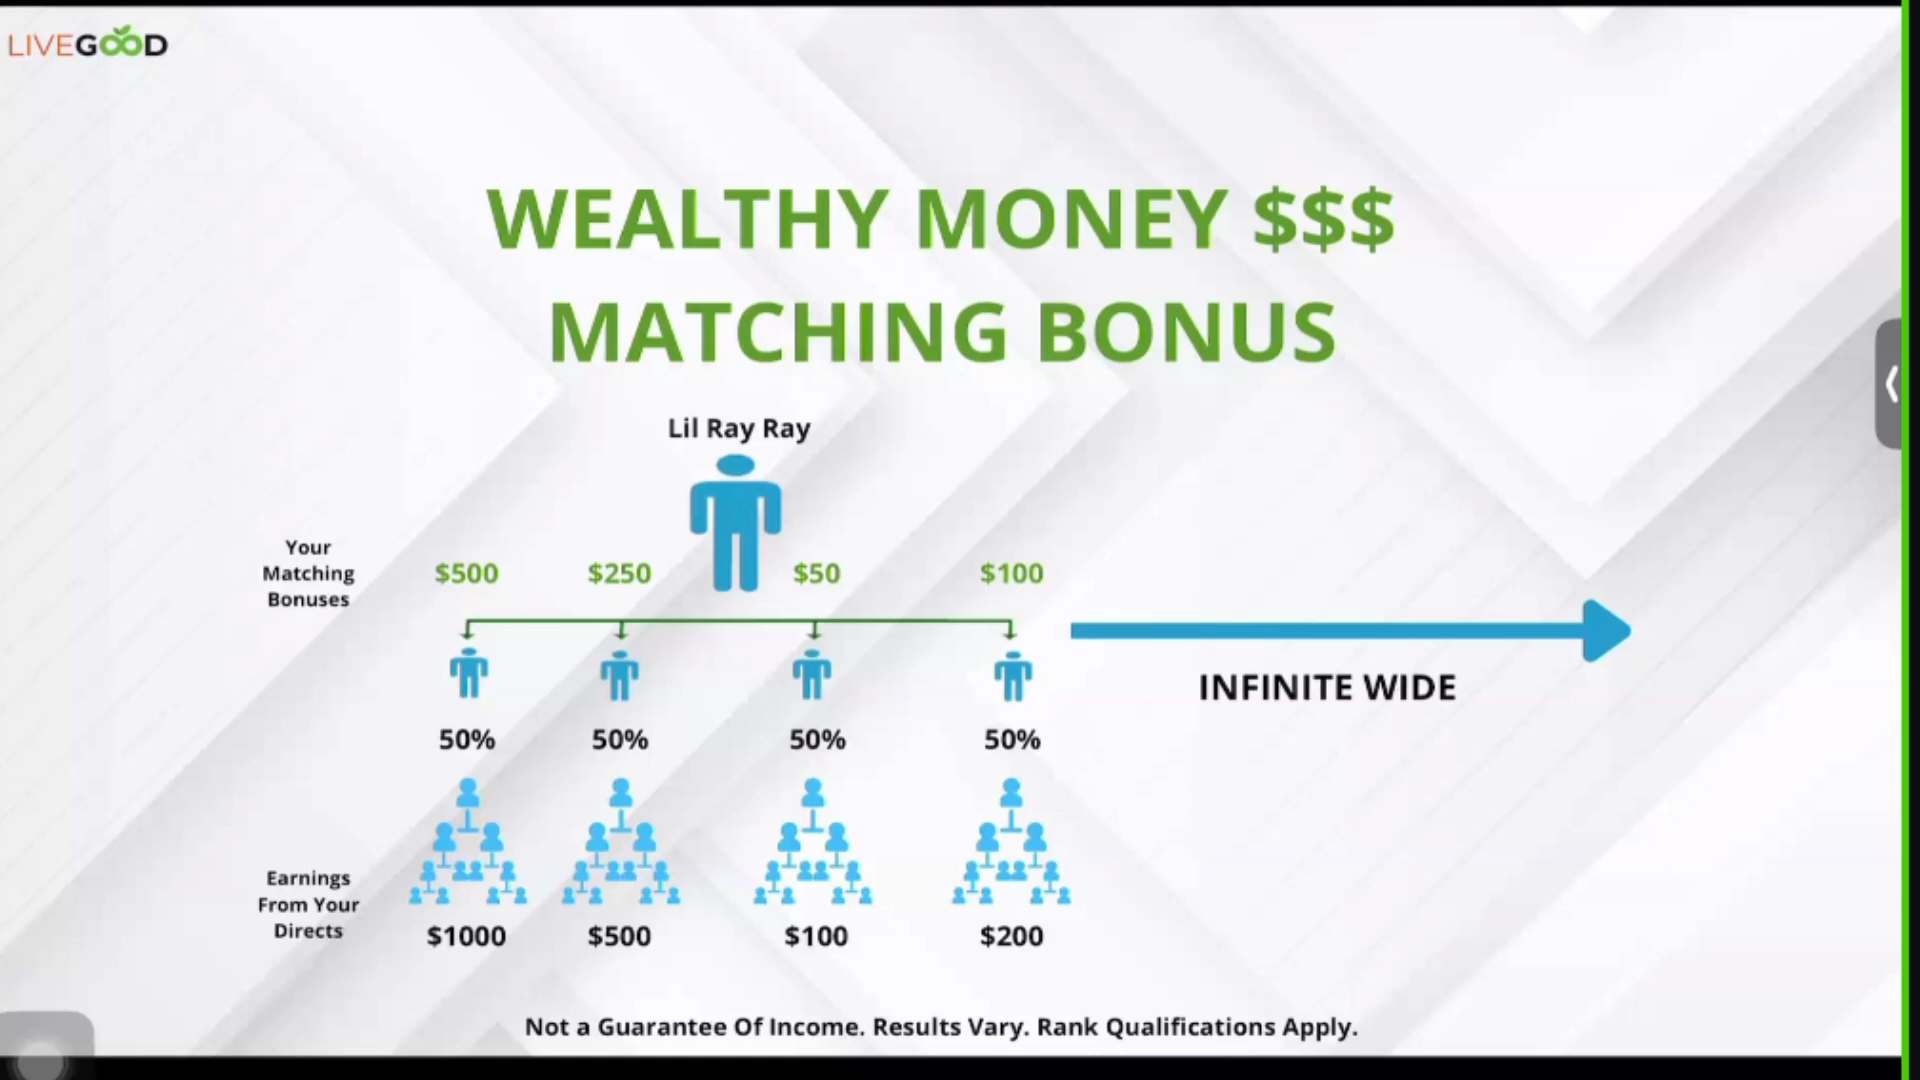 LIVEGOOD
WEALTHY MONEY $$$
MATCHING BONUS
Lil Ray Ray
Your
Matching
Bonuses
$500 $250 $50 $100
INFINITE WIDE
50% 50% 50% 50%
Earnings
From Your
Directs
$1000 $500 $100 $200
Not a Guarantee Of Income. Results Vary. Rank Qualifications Apply.